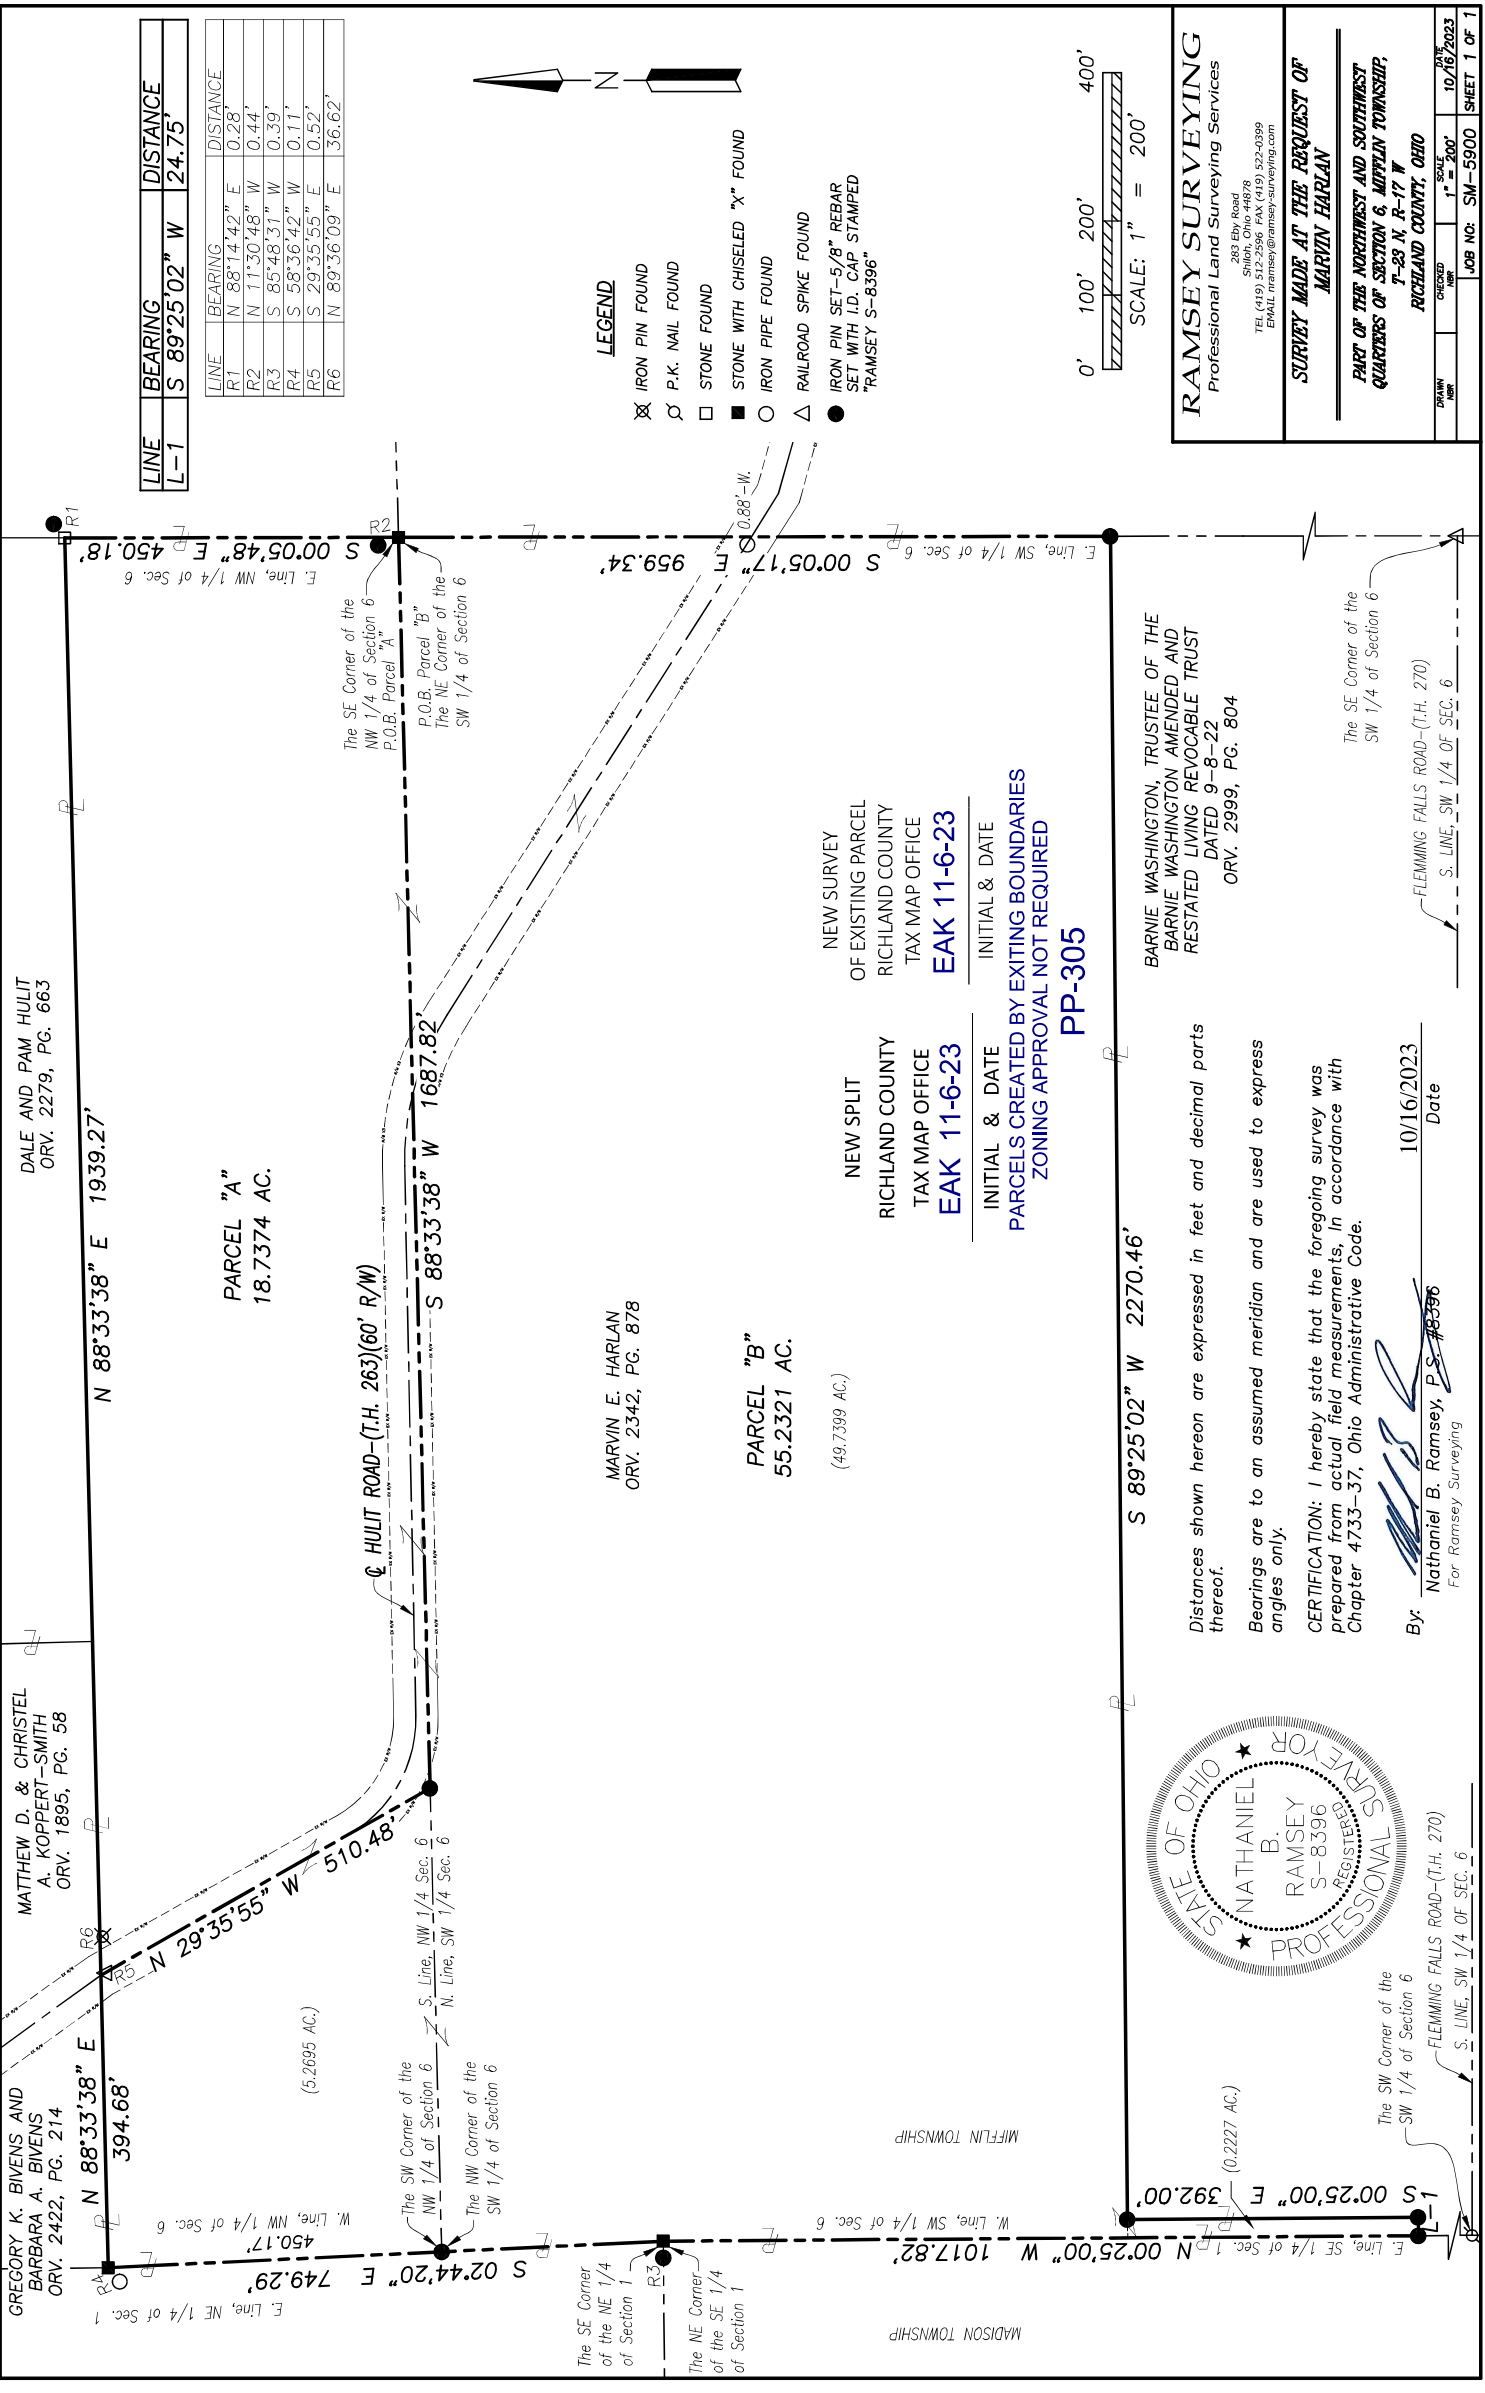 GREGORY K. BIVENS AND
BARBARA A. BIVENS
ORV. 2422, PG. 214
MATTHEW D. & CHRISTEL
A. KOPPERT-SMITH
ORV. 1895, PG. 58
DALE AND PAM HULIT
ORV. 2279, PG. 663
N 88°33'38" E
394.68'
N 88°33'38" E 1939.27'
R4
R5
R6
R1
N 29°35'55" W 510.48'
(5.2695 AC.)
PARCEL "A"
18.7374 AC.
W. Line, NW 1/4 of Sec. 6
450.17'
S 02°44'20" E 749.29'
E. Line, NE 1/4 of Sec. 1
S 00°05'48" E 450.18'
E. Line, NW 1/4 of Sec. 6
R2
The SE Corner of the
NW 1/4 of Section 6
P.O.B. Parcel "A"
P.O.B. Parcel "B"
The NE Corner of the
SW 1/4 of Section 6
℄ HULIT ROAD-(T.H. 263)(60' R/W)
EX R/W
S 88°33'38" W 1687.82'
The SW Corner of the
NW 1/4 of Section 6
The NW Corner of the
SW 1/4 of Section 6
S. Line, NW 1/4 Sec. 6
N. Line, SW 1/4 Sec. 6
S 00°05'17" E 959.34'
E. Line, SW 1/4 of Sec. 6
0.88'-W.
The SE Corner
of the NE 1/4
of Section 1
R3
The NE Corner
of the SE 1/4
of Section 1
MARVIN E. HARLAN
ORV. 2342, PG. 878
PARCEL "B"
55.2321 AC.
(49.7399 AC.)
MADISON TOWNSHIP
MIFFLIN TOWNSHIP
W. Line, SW 1/4 of Sec. 6
N 00°25'00" W 1017.82'
E. Line, SE 1/4 of Sec. 1
S 00°25'00" E 392.00'
(0.2227 AC.)
L-1
NEW SPLIT
RICHLAND COUNTY
TAX MAP OFFICE
EAK 11-6-23
INITIAL & DATE
NEW SURVEY
OF EXISTING PARCEL
RICHLAND COUNTY
TAX MAP OFFICE
EAK 11-6-23
INITIAL & DATE
PARCELS CREATED BY EXITING BOUNDARIES
ZONING APPROVAL NOT REQUIRED
PP-305
S 89°25'02" W 2270.46'
BARNIE WASHINGTON, TRUSTEE OF THE
BARNIE WASHINGTON AMENDED AND
RESTATED LIVING REVOCABLE TRUST
DATED 9-8-22
ORV. 2999, PG. 804
The SE Corner of the
SW 1/4 of Section 6
FLEMMING FALLS ROAD-(T.H. 270)
S. LINE, SW 1/4 OF SEC. 6
The SW Corner of the
SW 1/4 of Section 6
FLEMMING FALLS ROAD-(T.H. 270)
S. LINE, SW 1/4 OF SEC. 6
STATE OF OHIO
NATHANIEL
B.
RAMSEY
S-8396
REGISTERED
PROFESSIONAL SURVEYOR
Distances shown hereon are expressed in feet and decimal parts
thereof.
Bearings are to an assumed meridian and are used to express
angles only.
CERTIFICATION: I hereby state that the foregoing survey was
prepared from actual field measurements, In accordance with
Chapter 4733-37, Ohio Administrative Code.
By: 10/16/2023
Nathaniel B. Ramsey, P.S. #8396 Date
For Ramsey Surveying
LINE BEARING DISTANCE
L-1 S 89°25'02" W 24.75'
LINE BEARING DISTANCE
R1 N 88°14'42" E 0.28'
R2 N 11°30'48" W 0.44'
R3 S 85°48'31" W 0.39'
R4 S 58°36'42" W 0.11'
R5 S 29°35'55" E 0.52'
R6 N 89°36'09" E 36.62'
N
LEGEND
IRON PIN FOUND
P.K. NAIL FOUND
STONE FOUND
STONE WITH CHISELED "X" FOUND
IRON PIPE FOUND
RAILROAD SPIKE FOUND
IRON PIN SET-5/8" REBAR
SET WITH I.D. CAP STAMPED
"RAMSEY S-8396"
0' 100' 200' 400'
SCALE: 1" = 200'
RAMSEY SURVEYING
Professional Land Surveying Services
283 Eby Road
Shiloh, Ohio 44878
TEL (419) 512-2596 FAX (419) 522-0399
EMAIL nramsey@ramsey-surveying.com
SURVEY MADE AT THE REQUEST OF
MARVIN HARLAN
PART OF THE NORTHWEST AND SOUTHWEST
QUARTERS OF SECTION 6, MIFFLIN TOWNSHIP,
T-23 N, R-17 W
RICHLAND COUNTY, OHIO
DRAWN NBR
CHECKED NBR
SCALE 1" = 200'
DATE 10/16/2023
JOB NO: SM-5900 SHEET 1 OF 1